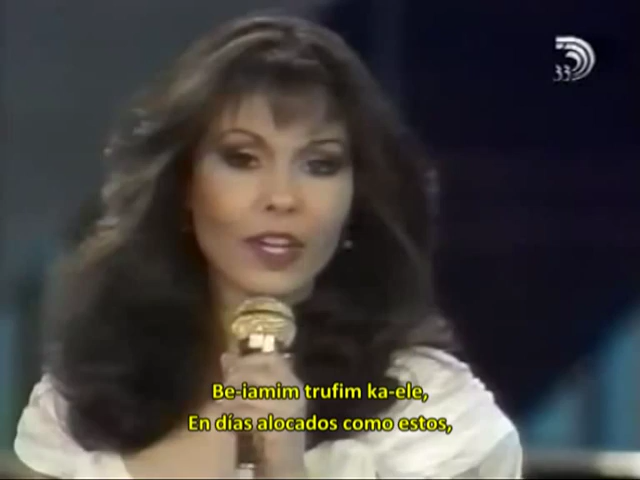 33
Be-iamim trufim ka-ele,
En días alocados como estos,